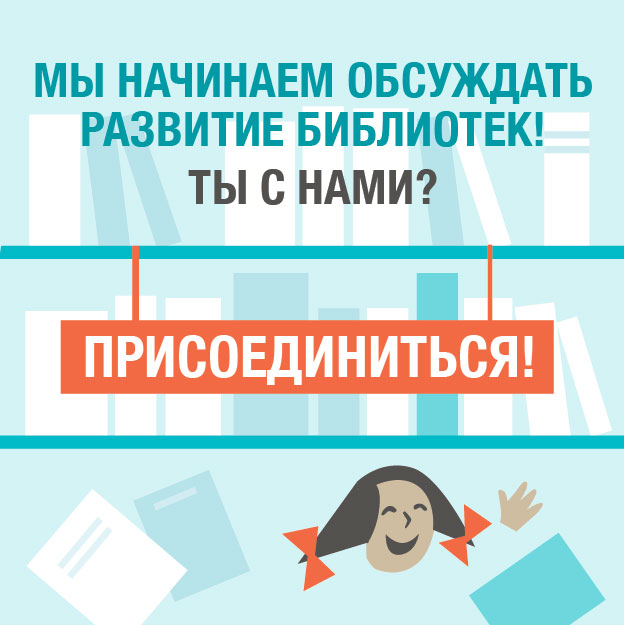 МЫ НАЧИНАЕМ ОБСУЖДАТЬ
РАЗВИТИЕ БИБЛИОТЕК!
ТЫ С НАМИ?
ПРИСОЕДИНИТЬСЯ!